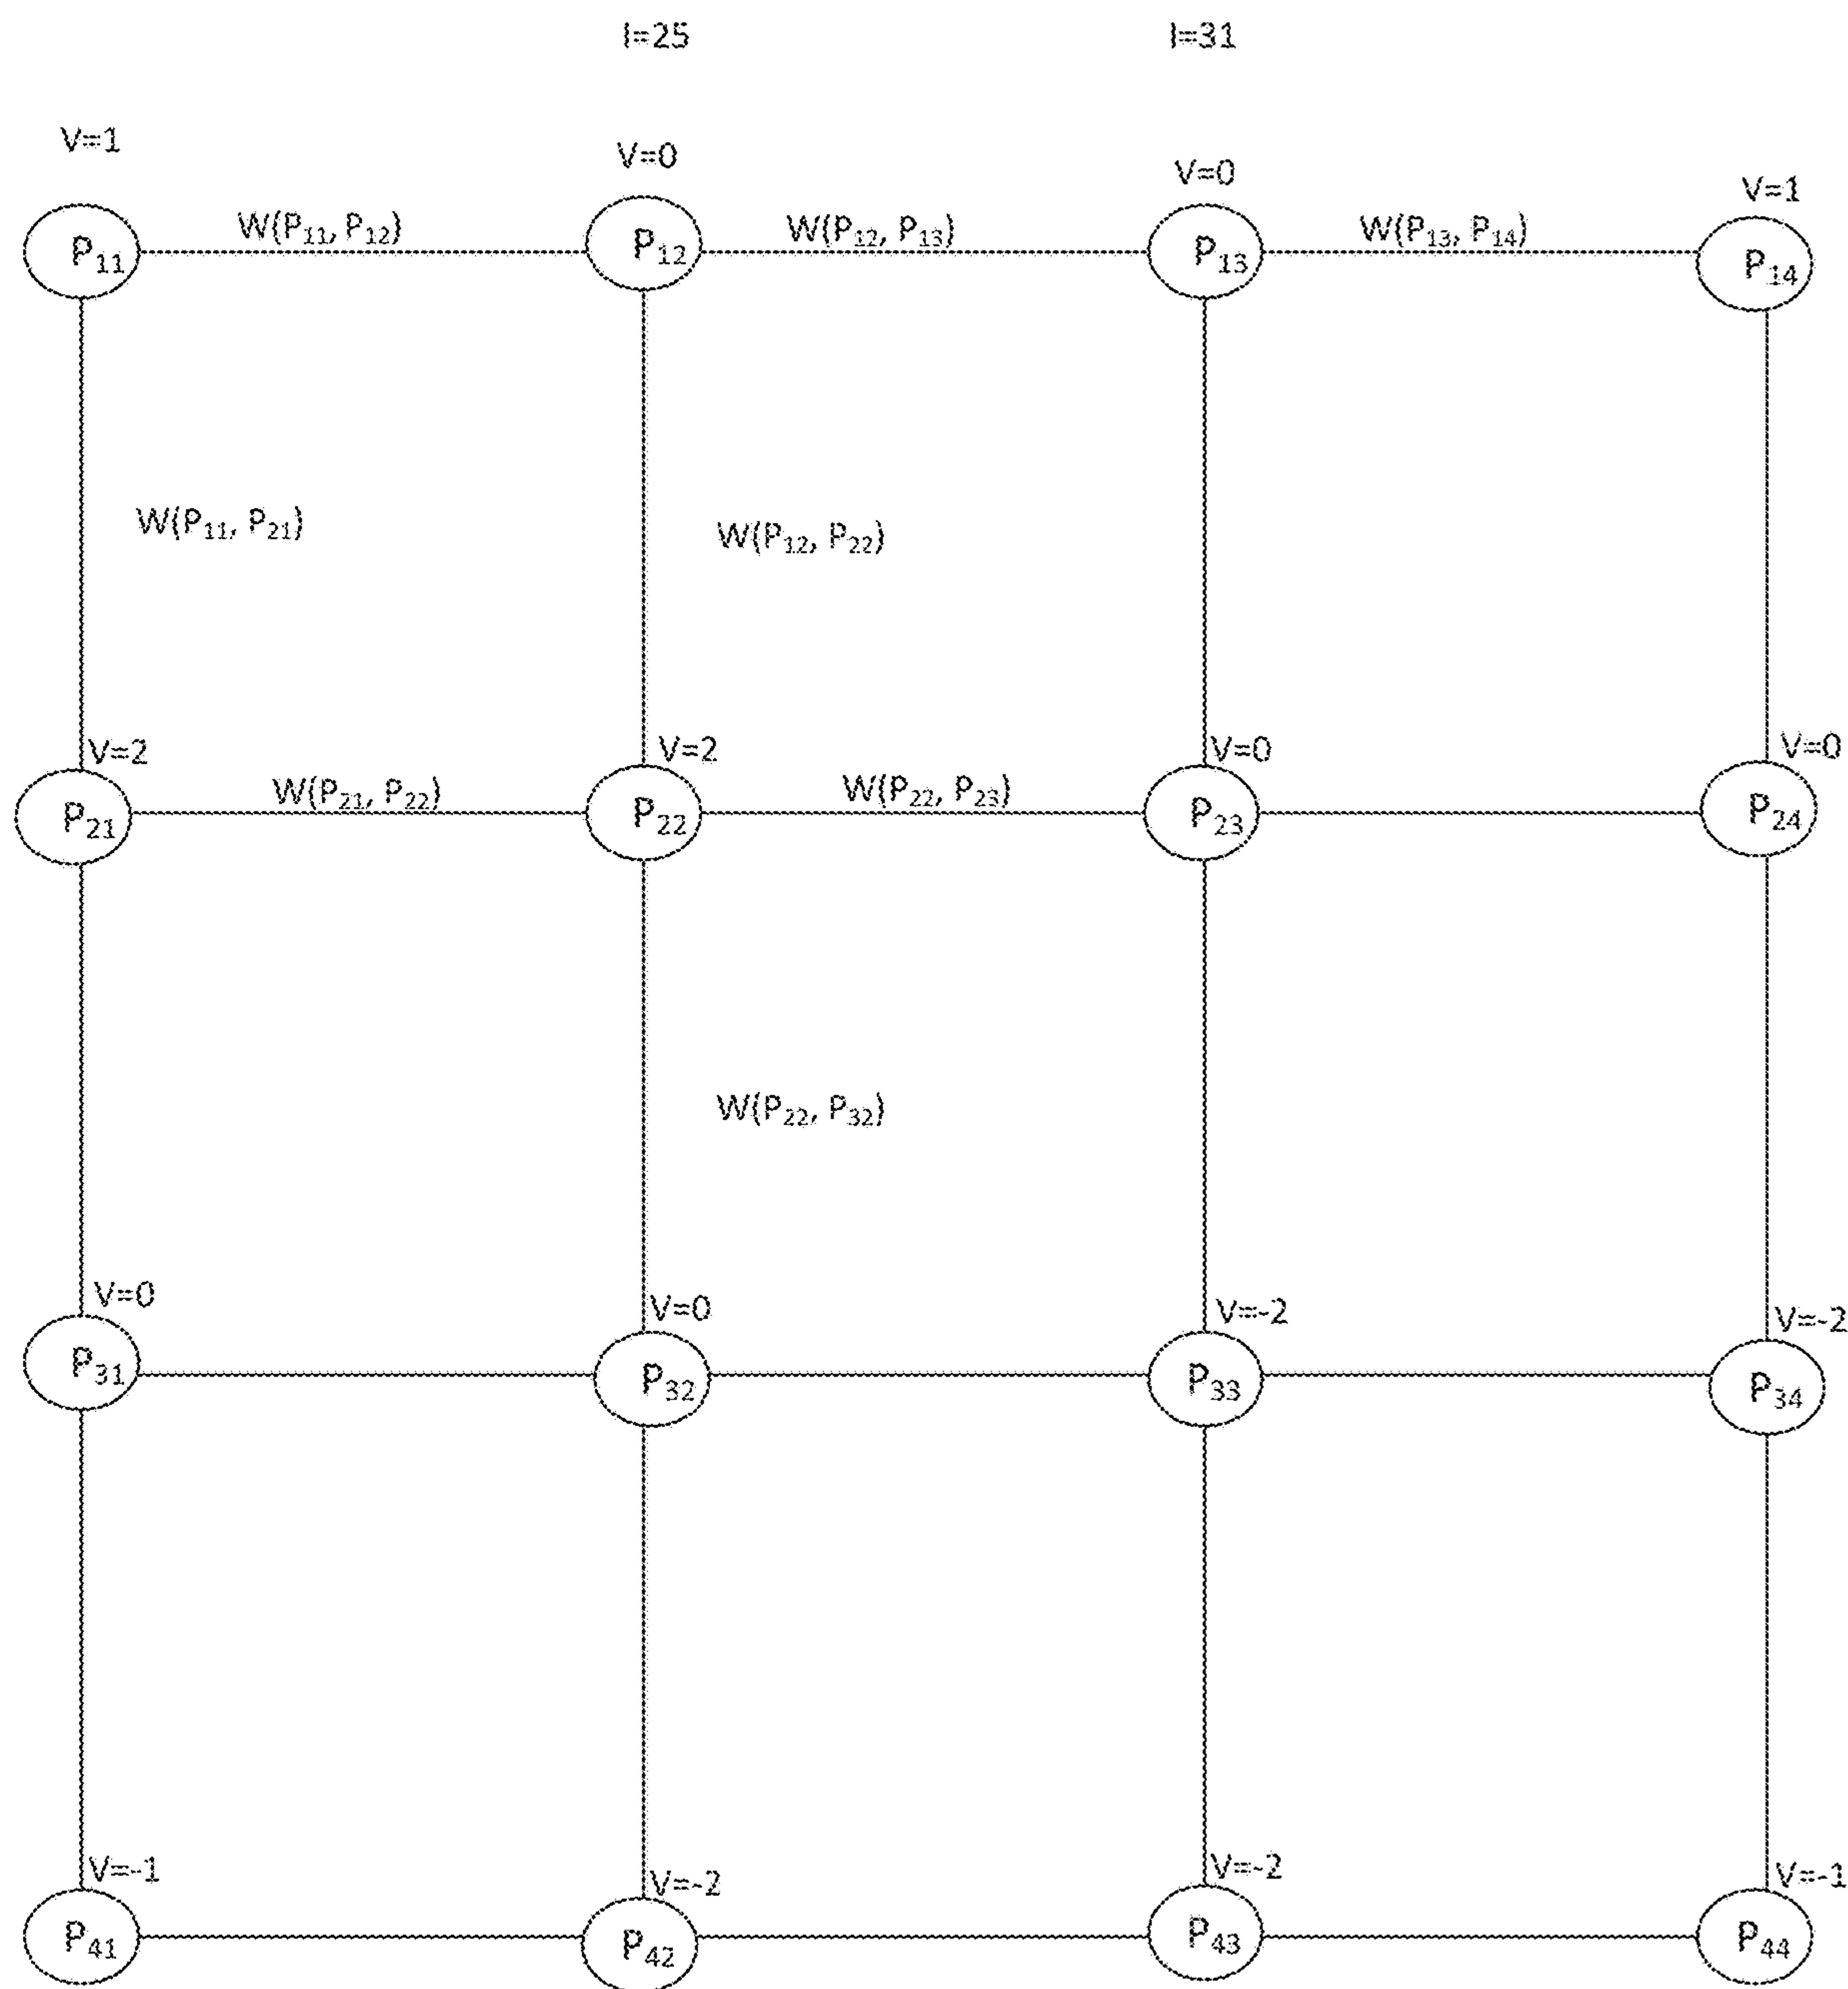 I=25 I=31
V=1 V=0 V=0 V=1
P11 W(P11, P12) P12 W(P12, P13) P13 W(P13, P14) P14
W(P11, P21) W(P12, P22)
V=2 V=2 V=0 V=0
P21 W(P21, P22) P22 W(P22, P23) P23 P24
W(P22, P32)
V=0 V=0 V=-2 V=-2
P31 P32 P33 P34
V=-1 V=-2 V=-2 V=-1
P41 P42 P43 P44